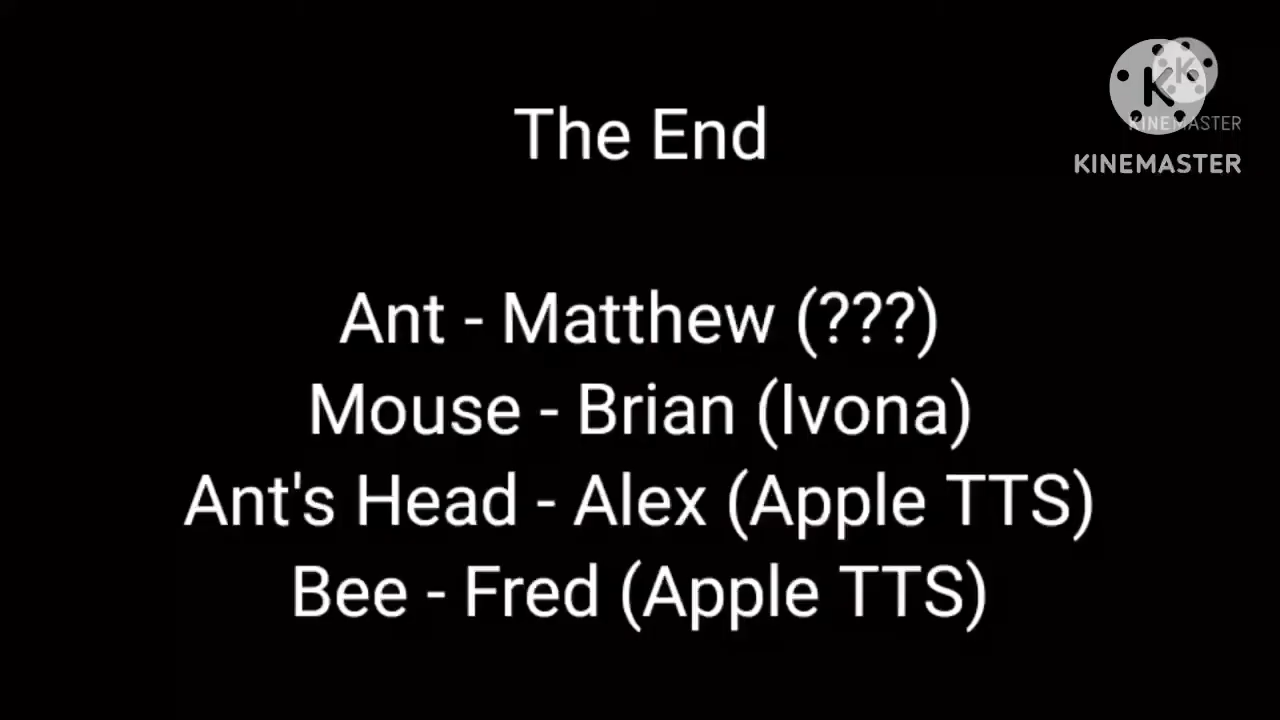 The End
KINEMASTER
KINEMASTER
Ant - Matthew (???)
Mouse - Brian (Ivona)
Ant's Head - Alex (Apple TTS)
Bee - Fred (Apple TTS)